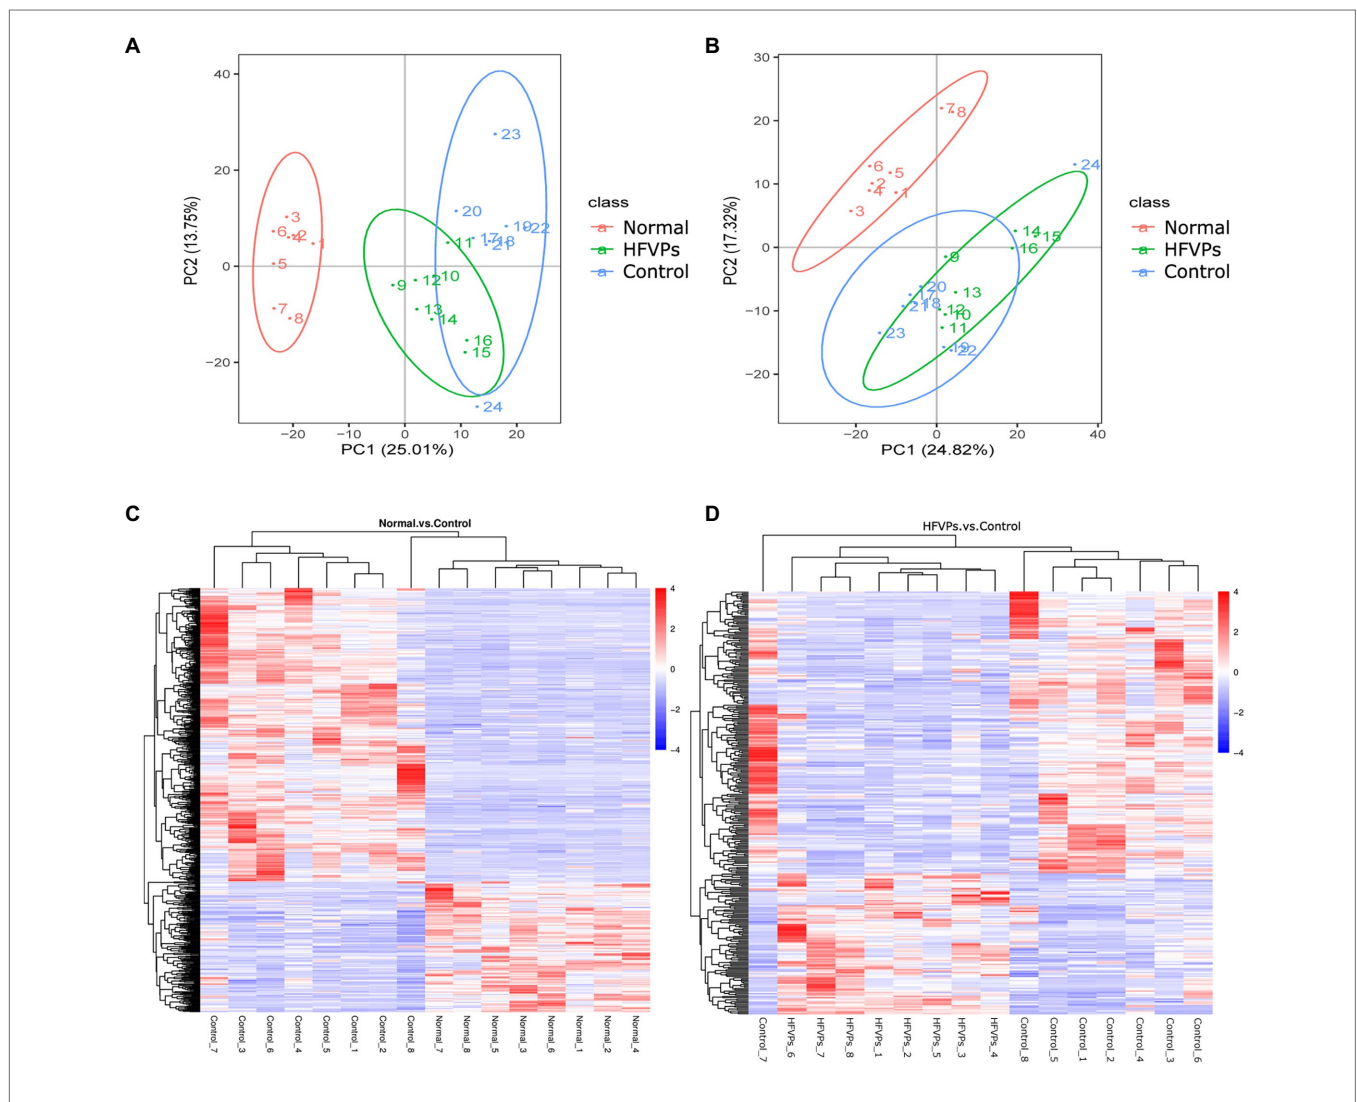 A
B
40
20
0
−20
PC2 (13.75%)
−20
−10
0
10
20
PC1 (25.01%)
23
20
19
22
17
18
21
11
3
6
2
4
1
5
7
8
9
12
10
13
14
16
15
24
class
a Normal
a HFVPs
a Control
30
20
10
0
−10
−20
PC2 (17.32%)
−20
0
20
40
PC1 (24.82%)
7
8
6
5
2
4
1
3
24
14
15
16
9
20
17
13
18
21
12
10
11
23
19
22
class
a Normal
a HFVPs
a Control
C
D
Normal.vs.Control
4
2
0
−2
−4
Control_7
Control_3
Control_6
Control_4
Control_5
Control_1
Control_2
Control_8
Normal_7
Normal_8
Normal_5
Normal_3
Normal_6
Normal_1
Normal_2
Normal_4
HFVPs.vs.Control
4
2
0
−2
−4
Control_7
HFVPs_6
HFVPs_7
HFVPs_8
HFVPs_1
HFVPs_2
HFVPs_5
HFVPs_3
HFVPs_4
Control_8
Control_5
Control_1
Control_2
Control_4
Control_3
Control_6